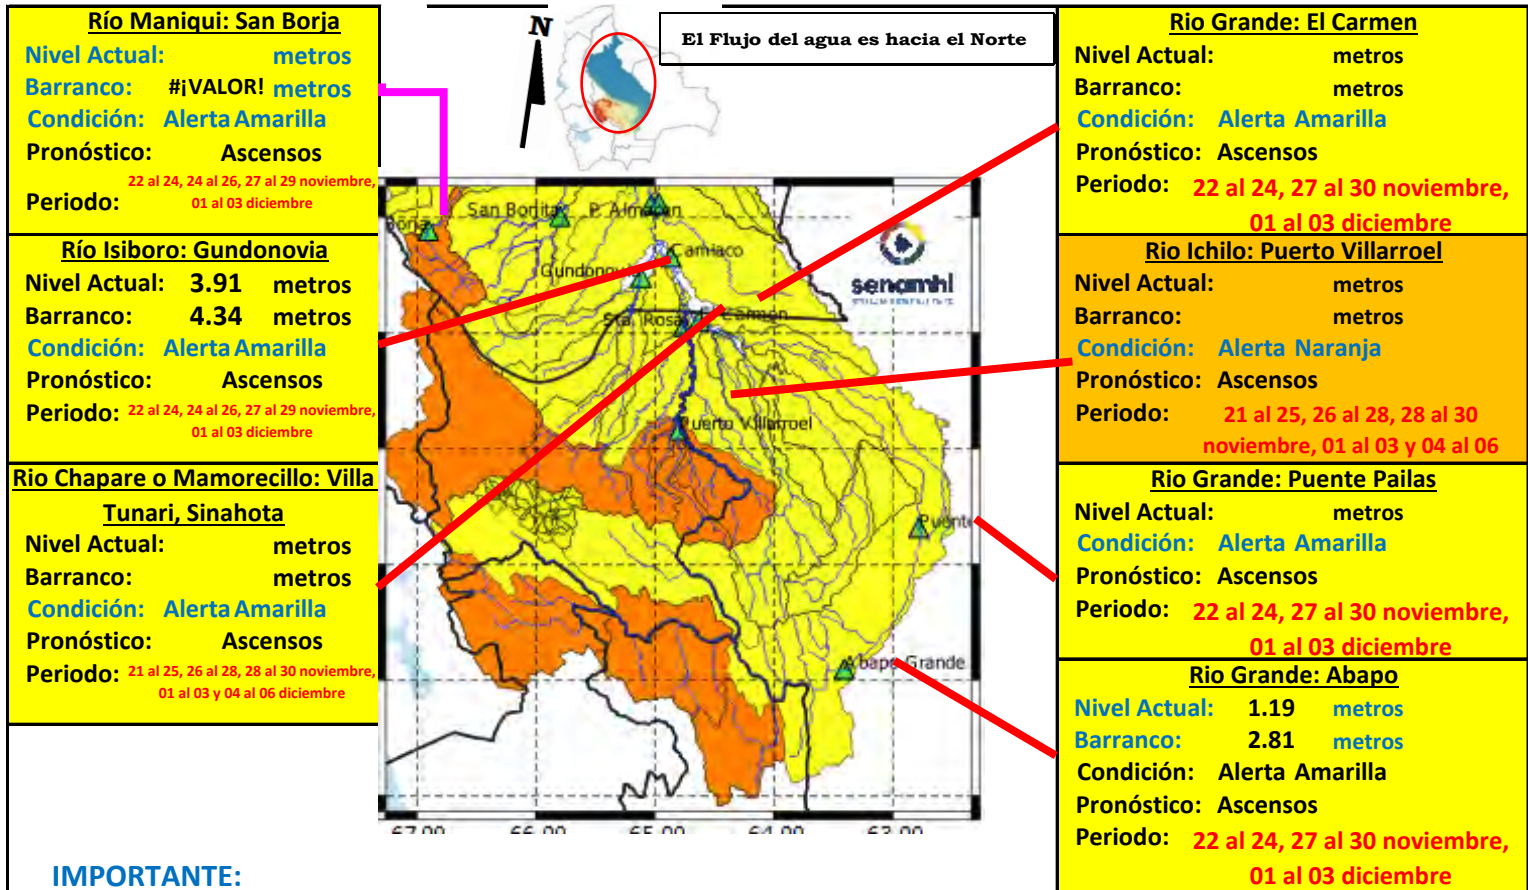 Río Maniqui: San Borja
Nivel Actual: metros
Barranco: #¡VALOR! metros
Condición: Alerta Amarilla
Pronóstico: Ascensos
22 al 24, 24 al 26, 27 al 29 noviembre,
Periodo: 01 al 03 diciembre
Río Isiboro: Gundonovia
Nivel Actual: 3.91 metros
Barranco: 4.34 metros
Condición: Alerta Amarilla
Pronóstico: Ascensos
Periodo: 22 al 24, 24 al 26, 27 al 29 noviembre,
01 al 03 diciembre
Rio Chapare o Mamorecillo: Villa
Tunari, Sinahota
Nivel Actual: metros
Barranco: metros
Condición: Alerta Amarilla
Pronóstico: Ascensos
Periodo: 21 al 25, 26 al 28, 28 al 30 noviembre,
01 al 03 y 04 al 06 diciembre
IMPORTANTE:
N
El Flujo del agua es hacia el Norte
San Bonita
P. Almacen
Borja
Camiaco
Gundonovia
senamhi
Sta. Rosa
El Carmen
Puerto Villarroel
Puente
Abapo Grande
67.00 66.00 65.00 64.00 63.00
Rio Grande: El Carmen
Nivel Actual: metros
Barranco: metros
Condición: Alerta Amarilla
Pronóstico: Ascensos
Periodo: 22 al 24, 27 al 30 noviembre,
01 al 03 diciembre
Rio Ichilo: Puerto Villarroel
Nivel Actual: metros
Barranco: metros
Condición: Alerta Naranja
Pronóstico: Ascensos
Periodo: 21 al 25, 26 al 28, 28 al 30
noviembre, 01 al 03 y 04 al 06
Rio Grande: Puente Pailas
Nivel Actual: metros
Condición: Alerta Amarilla
Pronóstico: Ascensos
Periodo: 22 al 24, 27 al 30 noviembre,
01 al 03 diciembre
Rio Grande: Abapo
Nivel Actual: 1.19 metros
Barranco: 2.81 metros
Condición: Alerta Amarilla
Pronóstico: Ascensos
Periodo: 22 al 24, 27 al 30 noviembre,
01 al 03 diciembre